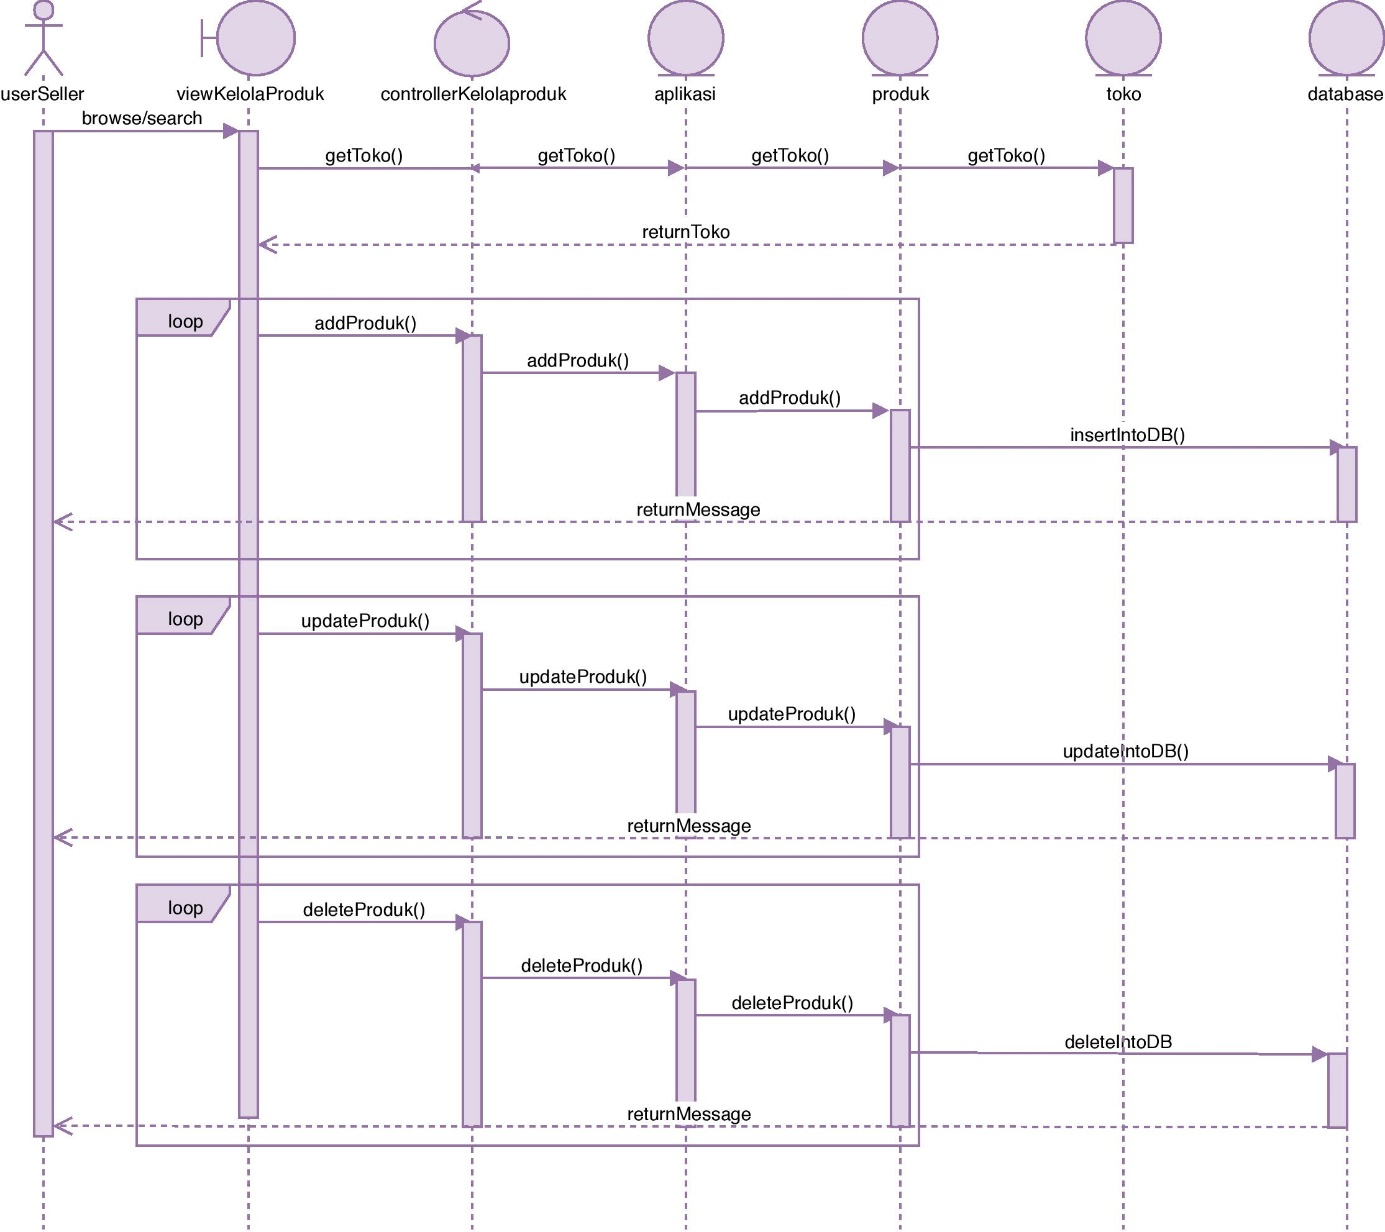 userSeller
viewKelolaProduk
controllerKelolaproduk
aplikasi
produk
toko
database
browse/search
getToko()
getToko()
getToko()
getToko()
returnToko
loop
addProduk()
addProduk()
addProduk()
insertIntoDB()
returnMessage
loop
updateProduk()
updateProduk()
updateProduk()
updateIntoDB()
returnMessage
loop
deleteProduk()
deleteProduk()
deleteProduk()
deleteIntoDB
returnMessage